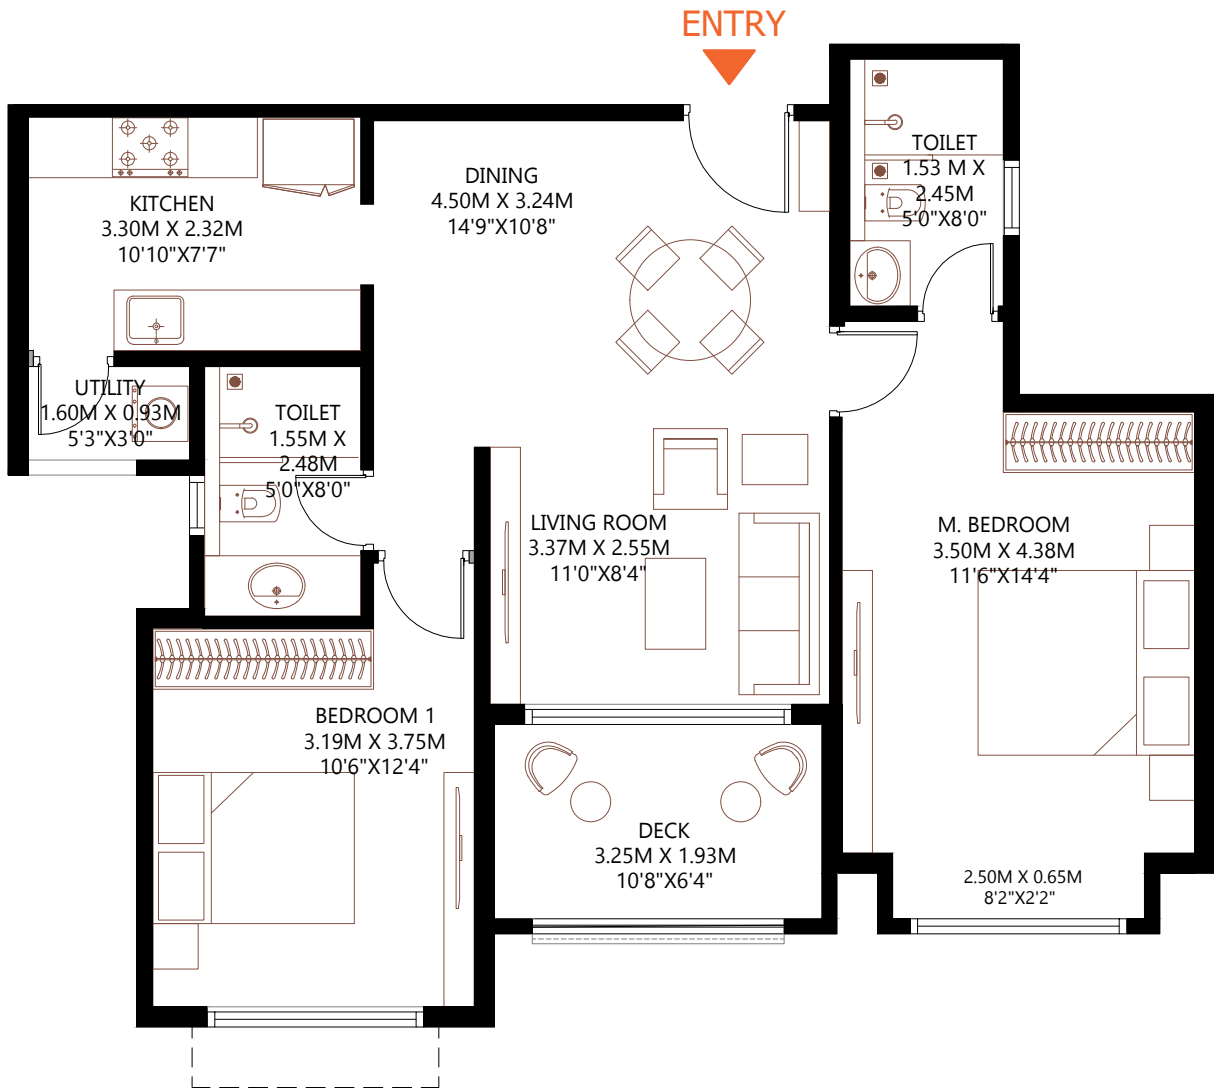 ENTRY
TOILET
1.53 M X
2.45M
5'0"X8'0"
DINING
4.50M X 3.24M
14'9"X10'8"
KITCHEN
3.30M X 2.32M
10'10"X7'7"
UTILITY
1.60M X 0.93M
5'3"X3'0"
TOILET
1.55M X
2.48M
5'0"X8'0"
LIVING ROOM
3.37M X 2.55M
11'0"X8'4"
M. BEDROOM
3.50M X 4.38M
11'6"X14'4"
BEDROOM 1
3.19M X 3.75M
10'6"X12'4"
DECK
3.25M X 1.93M
10'8"X6'4"
2.50M X 0.65M
8'2"X2'2"